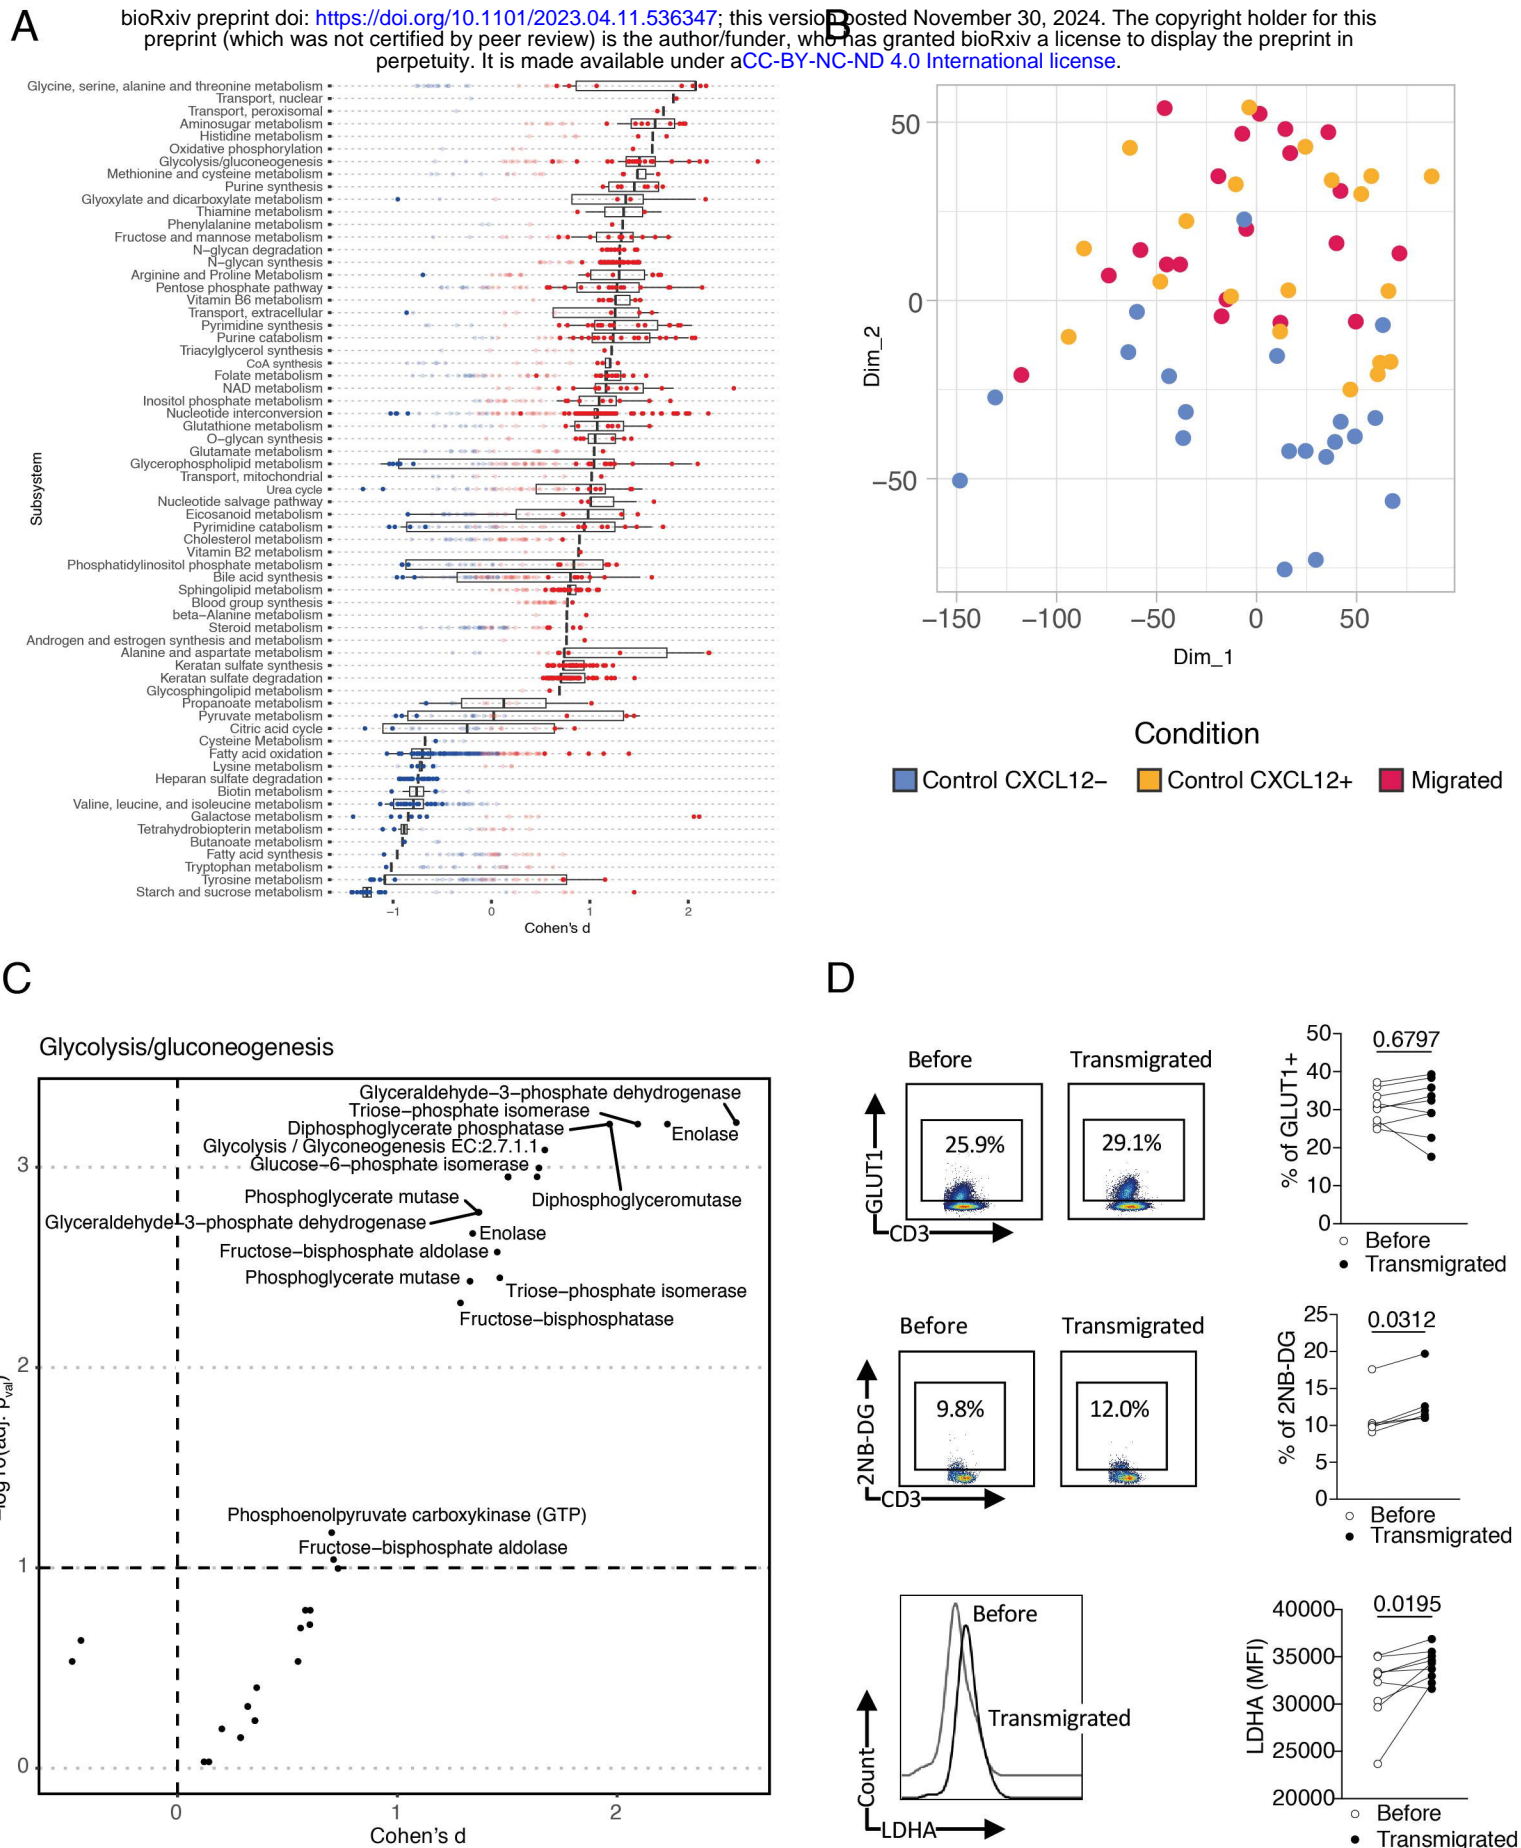 A
B
bioRxiv preprint doi: https://doi.org/10.1101/2023.04.11.536347; this version posted November 30, 2024. The copyright holder for this
preprint (which was not certified by peer review) is the author/funder, who has granted bioRxiv a license to display the preprint in
perpetuity. It is made available under aCC-BY-NC-ND 4.0 International license.
Subsystem
Glycine, serine, alanine and threonine metabolism
Transport, nuclear
Transport, peroxisomal
Aminosugar metabolism
Histidine metabolism
Oxidative phosphorylation
Glycolysis/gluconeogenesis
Methionine and cysteine metabolism
Purine synthesis
Glyoxylate and dicarboxylate metabolism
Thiamine metabolism
Phenylalanine metabolism
Fructose and mannose metabolism
N−glycan degradation
N−glycan synthesis
Arginine and Proline Metabolism
Pentose phosphate pathway
Vitamin B6 metabolism
Transport, extracellular
Pyrimidine synthesis
Purine catabolism
Triacylglycerol synthesis
CoA synthesis
Folate metabolism
NAD metabolism
Inositol phosphate metabolism
Nucleotide interconversion
Glutathione metabolism
O−glycan synthesis
Glutamate metabolism
Glycerophospholipid metabolism
Transport, mitochondrial
Urea cycle
Nucleotide salvage pathway
Eicosanoid metabolism
Pyrimidine catabolism
Cholesterol metabolism
Vitamin B2 metabolism
Phosphatidylinositol phosphate metabolism
Bile acid synthesis
Sphingolipid metabolism
Blood group synthesis
beta−Alanine metabolism
Steroid metabolism
Androgen and estrogen synthesis and metabolism
Alanine and aspartate metabolism
Keratan sulfate synthesis
Keratan sulfate degradation
Glycosphingolipid metabolism
Propanoate metabolism
Pyruvate metabolism
Citric acid cycle
Cysteine Metabolism
Fatty acid oxidation
Lysine metabolism
Heparan sulfate degradation
Biotin metabolism
Valine, leucine, and isoleucine metabolism
Galactose metabolism
Tetrahydrobiopterin metabolism
Butanoate metabolism
Fatty acid synthesis
Tryptophan metabolism
Tyrosine metabolism
Starch and sucrose metabolism
−1 0 1 2
Cohen's d
Dim_2
50
0
−50
−150 −100 −50 0 50
Dim_1
Condition
Control CXCL12− Control CXCL12+ Migrated
C
Glycolysis/gluconeogenesis
Glyceraldehyde−3−phosphate dehydrogenase
Triose−phosphate isomerase
Diphosphoglycerate phosphatase
Enolase
Glycolysis / Glyconeogenesis EC:2.7.1.1
Glucose−6−phosphate isomerase
Phosphoglycerate mutase
Diphosphoglyceromutase
Glyceraldehyde−3−phosphate dehydrogenase
Enolase
Fructose−bisphosphate aldolase
Phosphoglycerate mutase
Triose−phosphate isomerase
Fructose−bisphosphatase
Phosphoenolpyruvate carboxykinase (GTP)
Fructose−bisphosphate aldolase
3
2
1
0
−log10(adj. pval)
0 1 2
Cohen's d
D
Before Transmigrated
25.9% 29.1%
GLUT1
CD3
% of GLUT1+
50
40
30
20
10
0
0.6797
Before
Transmigrated
Before Transmigrated
9.8% 12.0%
2NB-DG
CD3
% of 2NB-DG
25
20
15
10
5
0
0.0312
Before
Transmigrated
Before
Transmigrated
Count
LDHA
LDHA (MFI)
40000
35000
30000
25000
20000
0.0195
Before
Transmigrated